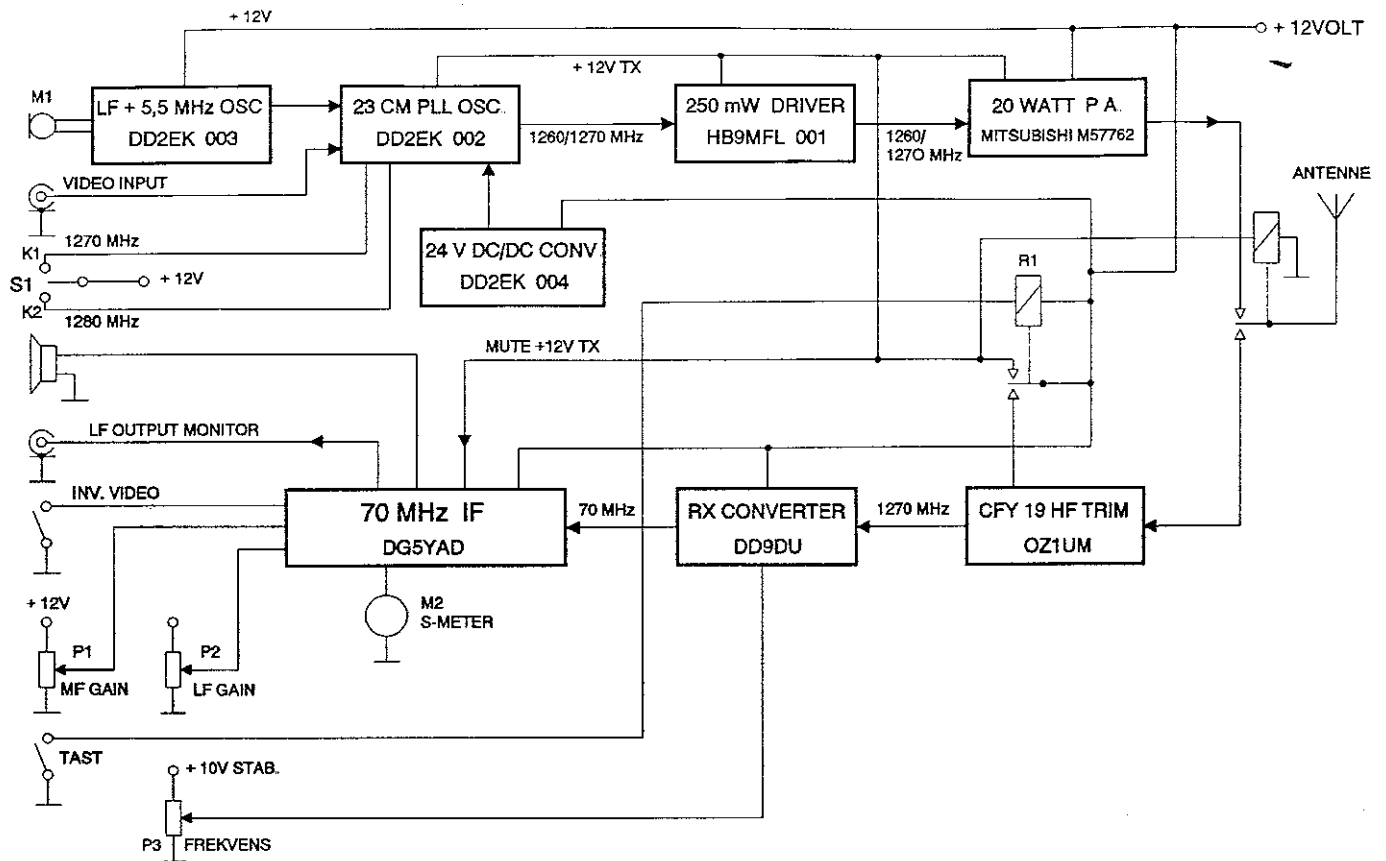 + 12V
+ 12VOLT
M1
LF + 5,5 MHz OSC
DD2EK 003
23 CM PLL OSC.
DD2EK 002
+ 12V TX
1260/1270 MHz
250 mW DRIVER
HB9MFL 001
1260/
1270 MHz
20 WATT P A.
MITSUBISHI M57762
ANTENNE
VIDEO INPUT
K1
1270 MHz
S1
+ 12V
K2
1280 MHz
24 V DC/DC CONV.
DD2EK 004
R1
MUTE +12V TX
LF OUTPUT MONITOR
INV. VIDEO
70 MHz IF
DG5YAD
70 MHz
RX CONVERTER
DD9DU
1270 MHz
CFY 19 HF TRIM
OZ1UM
M2
S-METER
+ 12V
P1
MF GAIN
P2
LF GAIN
TAST
+ 10V STAB.
P3 FREKVENS